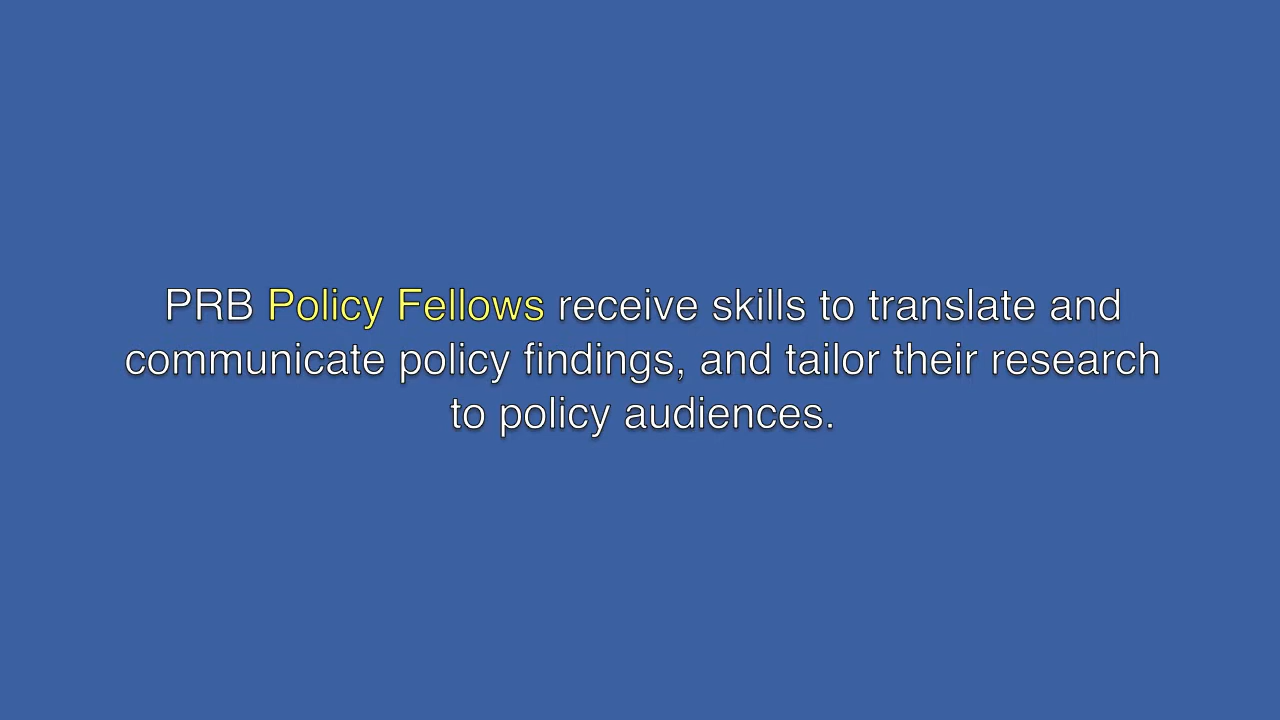 PRB Policy Fellows receive skills to translate and
communicate policy findings, and tailor their research
to policy audiences.